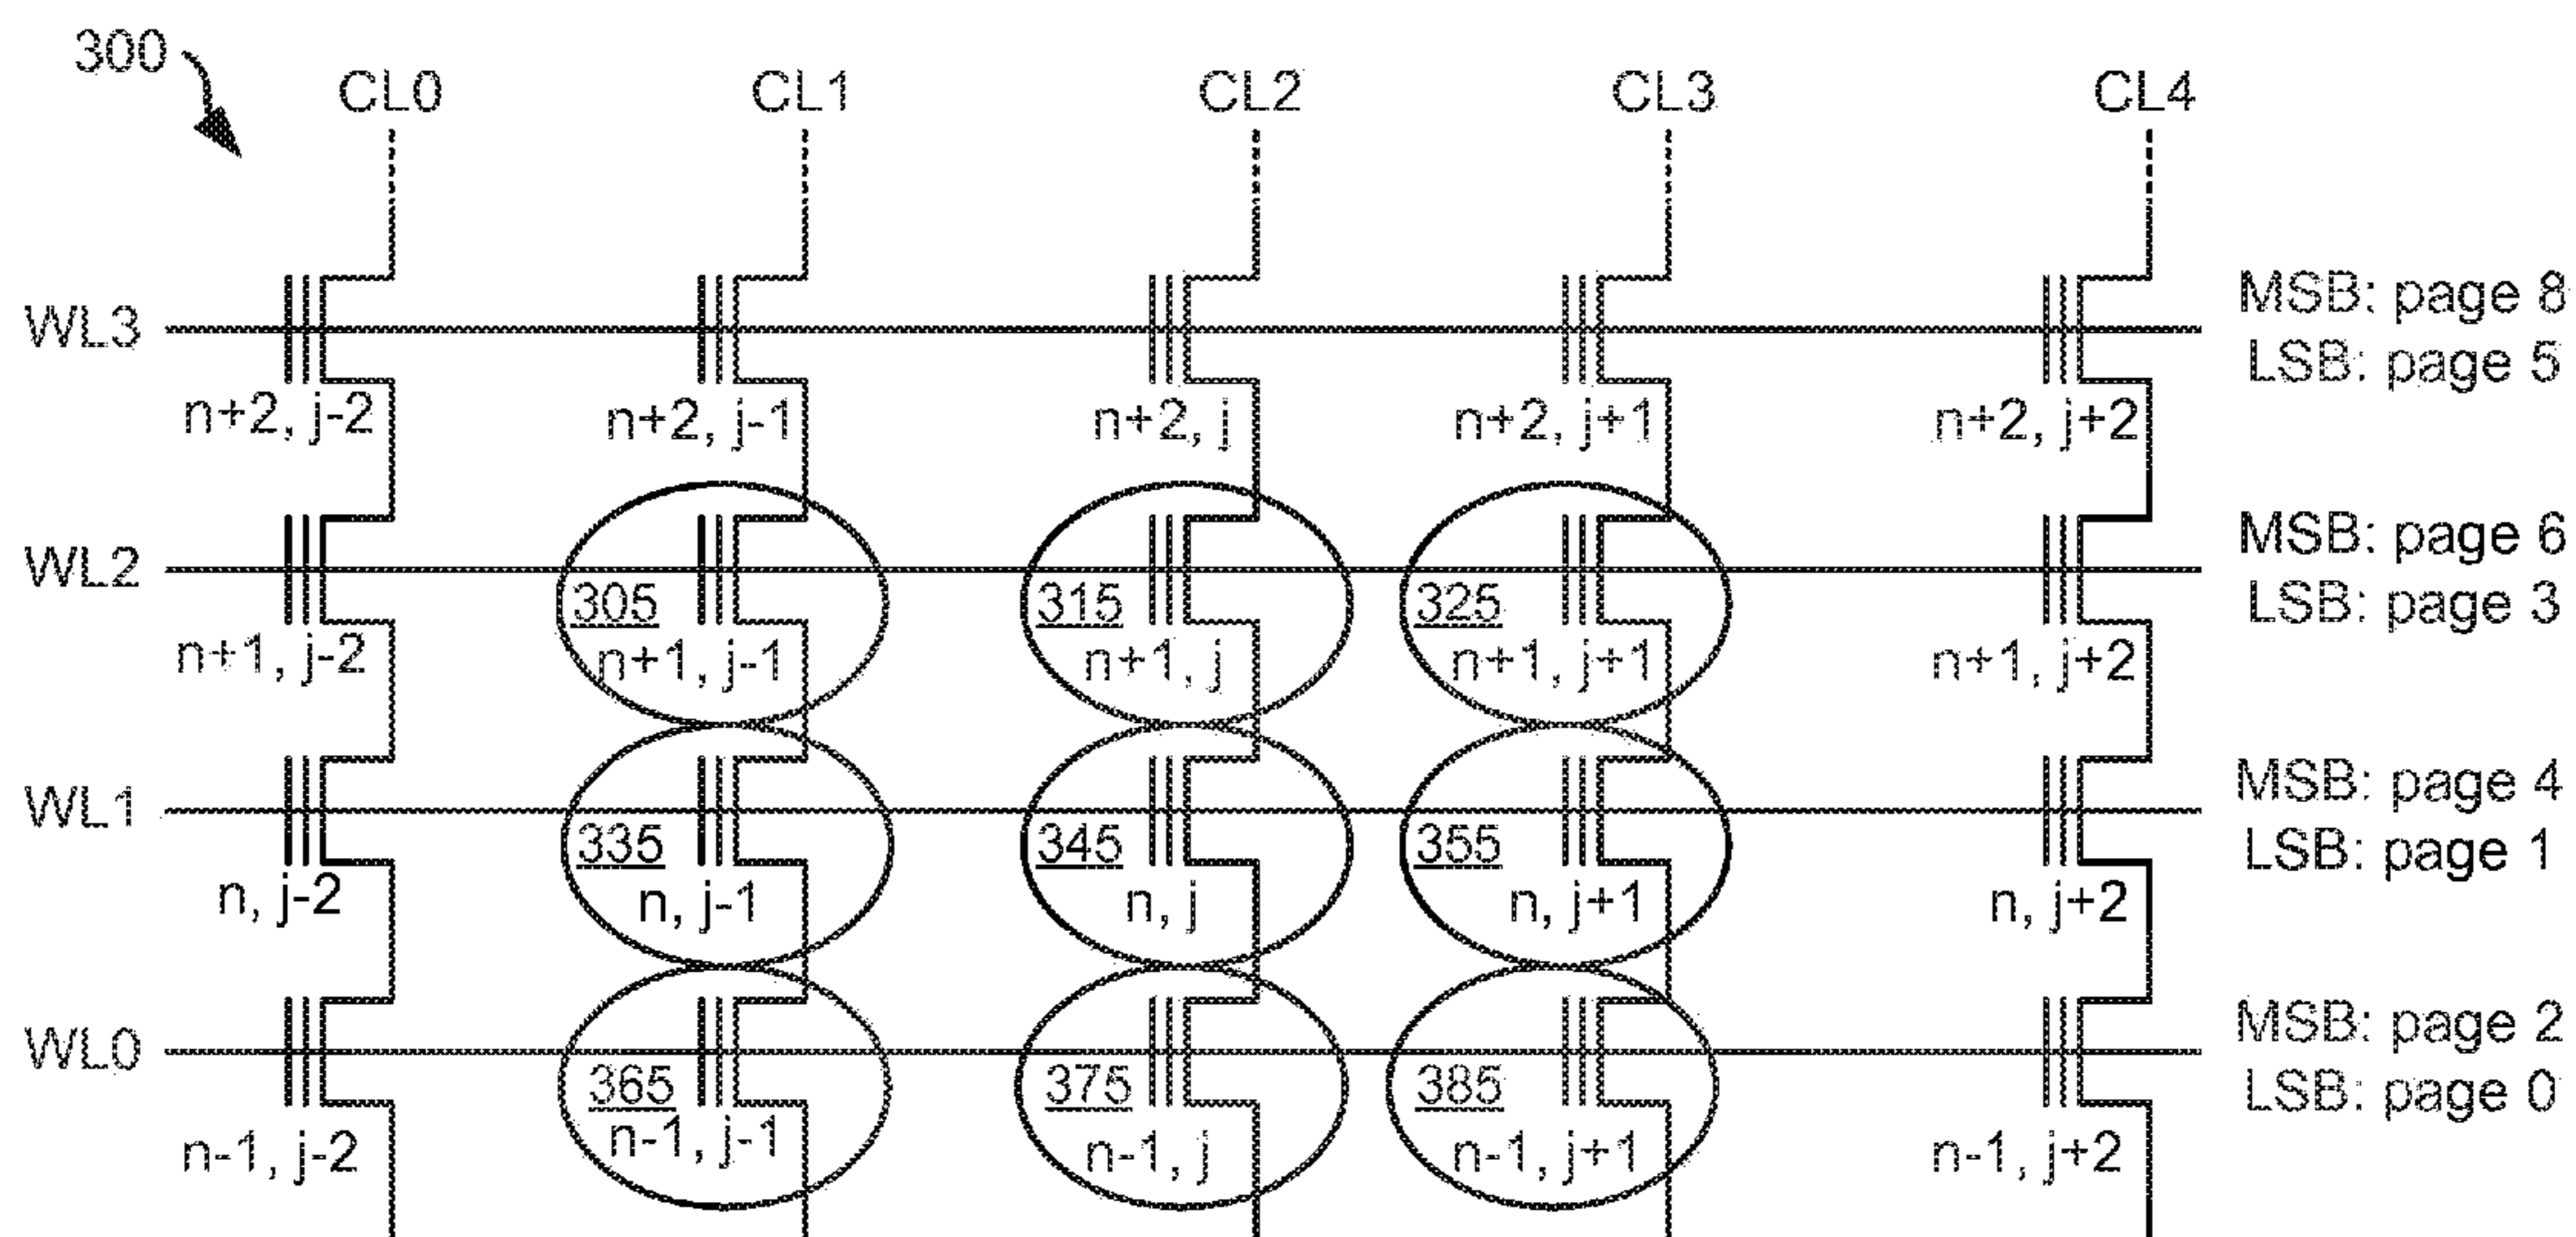 300
CL0 CL1 CL2 CL3 CL4
WL3
MSB: page 8
LSB: page 5
n+2, j-2 n+2, j-1 n+2, j n+2, j+1 n+2, j+2
WL2
MSB: page 6
LSB: page 3
305 315 325
n+1, j-2 n+1, j-1 n+1, j n+1, j+1 n+1, j+2
WL1
MSB: page 4
LSB: page 1
335 345 355
n, j-2 n, j-1 n, j n, j+1 n, j+2
WL0
MSB: page 2
LSB: page 0
365 375 385
n-1, j-2 n-1, j-1 n-1, j n-1, j+1 n-1, j+2